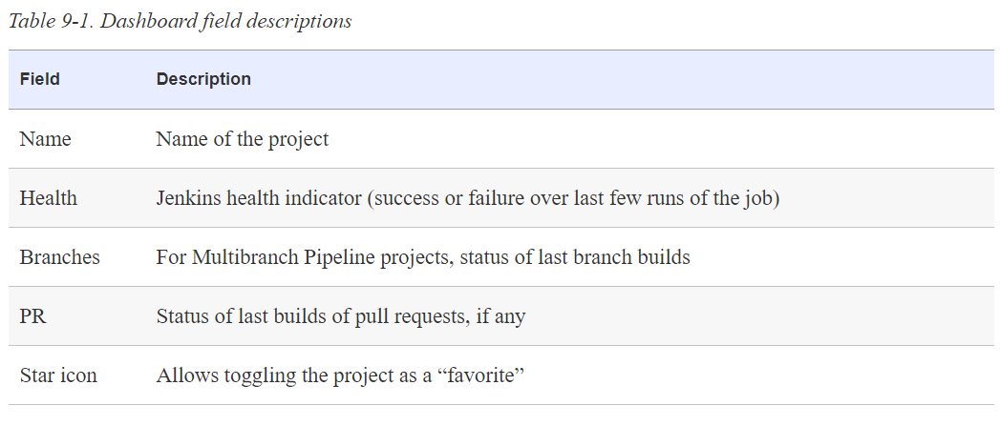 Table 9-1. Dashboard field descriptions
Field Description
Name Name of the project
Health Jenkins health indicator (success or failure over last few runs of the job)
Branches For Multibranch Pipeline projects, status of last branch builds
PR Status of last builds of pull requests, if any
Star icon Allows toggling the project as a “favorite”